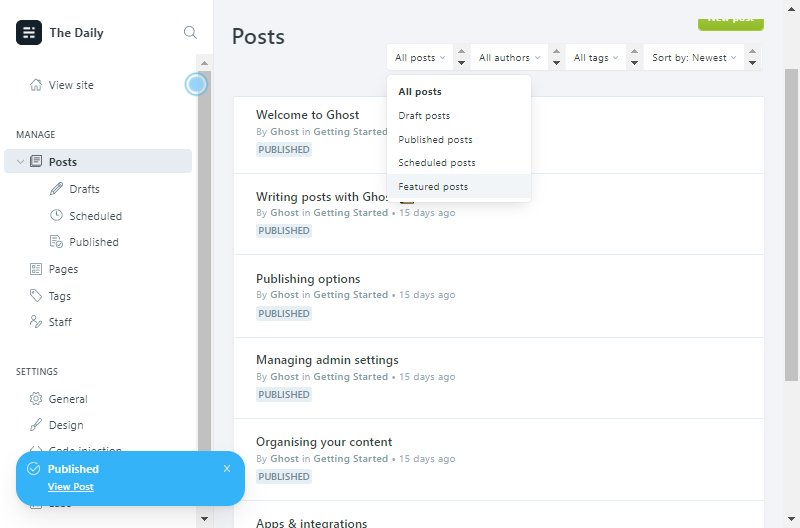 The Daily
View site
MANAGE
Posts
Drafts
Scheduled
Published
Pages
Tags
Staff
SETTINGS
General
Design
Code injection
Published
View Post
Labs
Posts
New post
All posts
All authors
All tags
Sort by: Newest
All posts
Draft posts
Published posts
Scheduled posts
Featured posts
Welcome to Ghost
By Ghost in Getting Started
PUBLISHED
Writing posts with Ghost
By Ghost in Getting Started • 15 days ago
PUBLISHED
Publishing options
By Ghost in Getting Started • 15 days ago
PUBLISHED
Managing admin settings
By Ghost in Getting Started • 15 days ago
PUBLISHED
Organising your content
By Ghost in Getting Started • 15 days ago
PUBLISHED
Apps & integrations